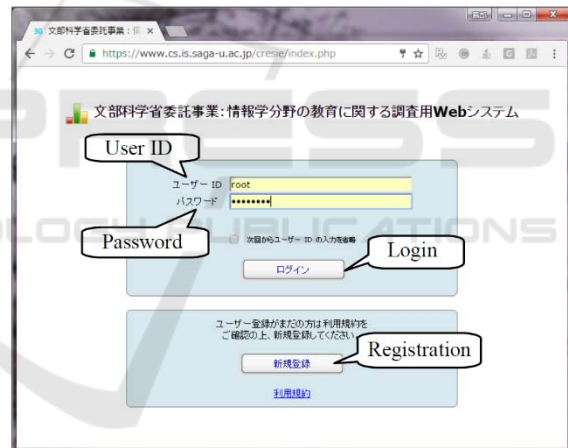 文部科学省委託事業：
https://www.cs.is.saga-u.ac.jp/cresie/index.php
文部科学省委託事業：情報学分野の教育に関する調査用Webシステム
User ID
ユーザー ID root
パスワード ••••••••
Password
次回からユーザー ID の入力を省略
Login
ログイン
ユーザー登録がまだの方は利用規約を
ご確認の上、新規登録してください。
Registration
新規登録
利用規約
PRESS
OLOGY PUBLICATIONS